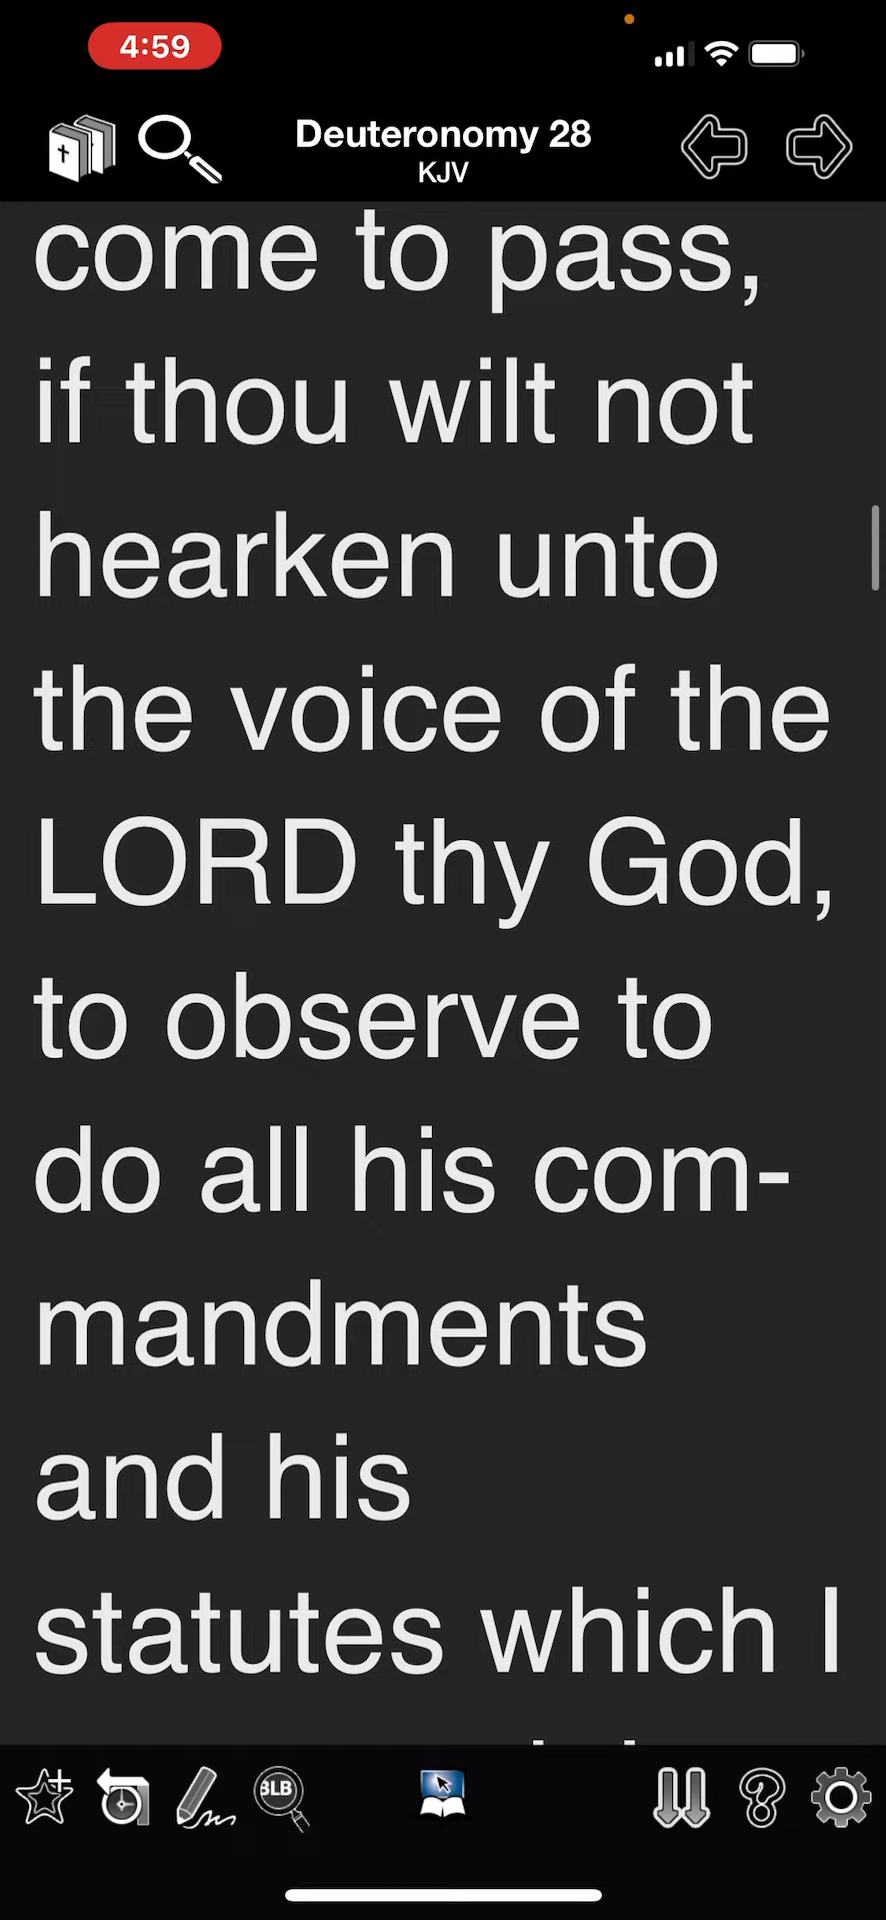 4:59
Deuteronomy 28
KJV
come to pass,
if thou wilt not
hearken unto
the voice of the
LORD thy God,
to observe to
do all his com-
mandments
and his
statutes which I
BLB